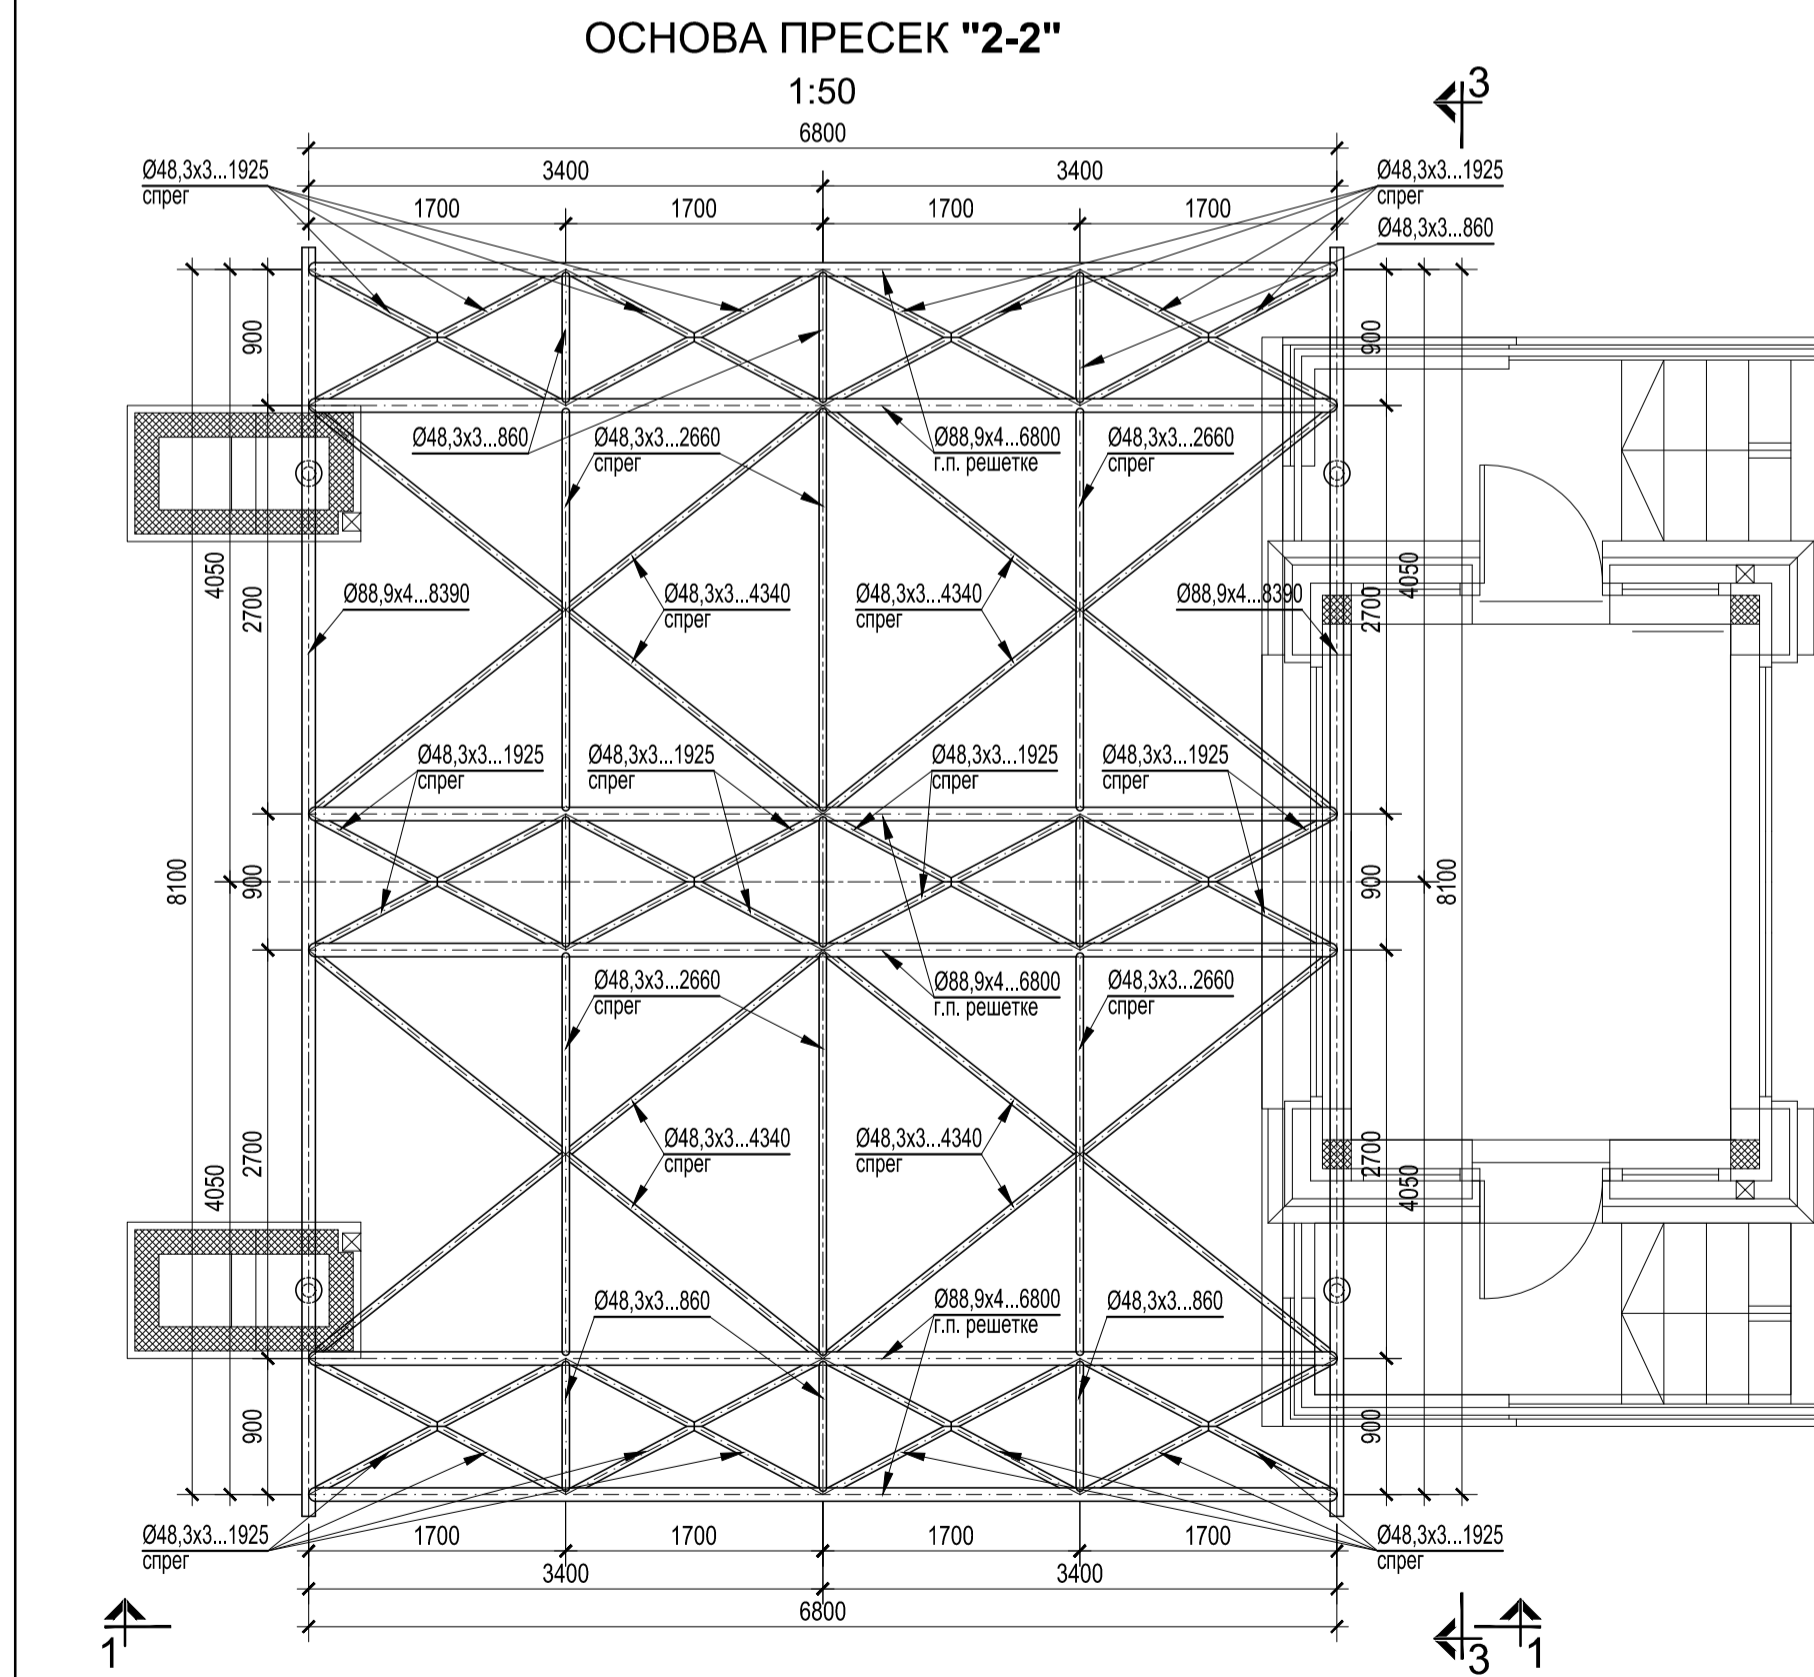 ОСНОВА ПРЕСЕК "2-2"
1:50
3
6800
Ø48,3x3...1925
спрег
3400
3400
Ø48,3x3...1925
спрег
1700
1700
1700
1700
Ø48,3x3...860
900
900
Ø48,3x3...860
Ø48,3x3...2660
спрег
Ø88,9x4...6800
г.п. решетке
Ø48,3x3...2660
спрег
4050
2700
Ø88,9x4...8390
Ø48,3x3...4340
спрег
Ø48,3x3...4340
спрег
Ø88,9x4...8390
2700
4050
Ø48,3x3...1925
спрег
Ø48,3x3...1925
спрег
Ø48,3x3...1925
спрег
Ø48,3x3...1925
спрег
8100
900
900
8100
Ø48,3x3...2660
спрег
Ø88,9x4...6800
г.п. решетке
Ø48,3x3...2660
спрег
4050
2700
Ø48,3x3...4340
спрег
Ø48,3x3...4340
спрег
2700
4050
Ø48,3x3...860
Ø88,9x4...6800
г.п. решетке
Ø48,3x3...860
900
900
Ø48,3x3...1925
спрег
1700
1700
1700
1700
Ø48,3x3...1925
спрег
3400
3400
6800
1
3
1